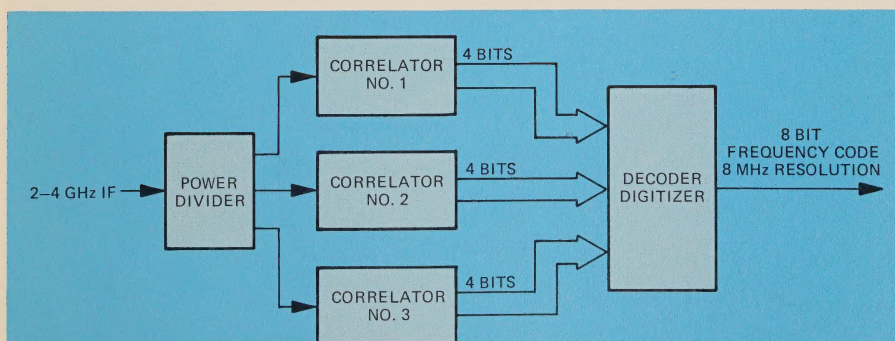 2–4 GHz IF
POWER
DIVIDER
CORRELATOR
NO. 1
4 BITS
CORRELATOR
NO. 2
4 BITS
CORRELATOR
NO. 3
4 BITS
DECODER
DIGITIZER
8 BIT
FREQUENCY CODE
8 MHz RESOLUTION